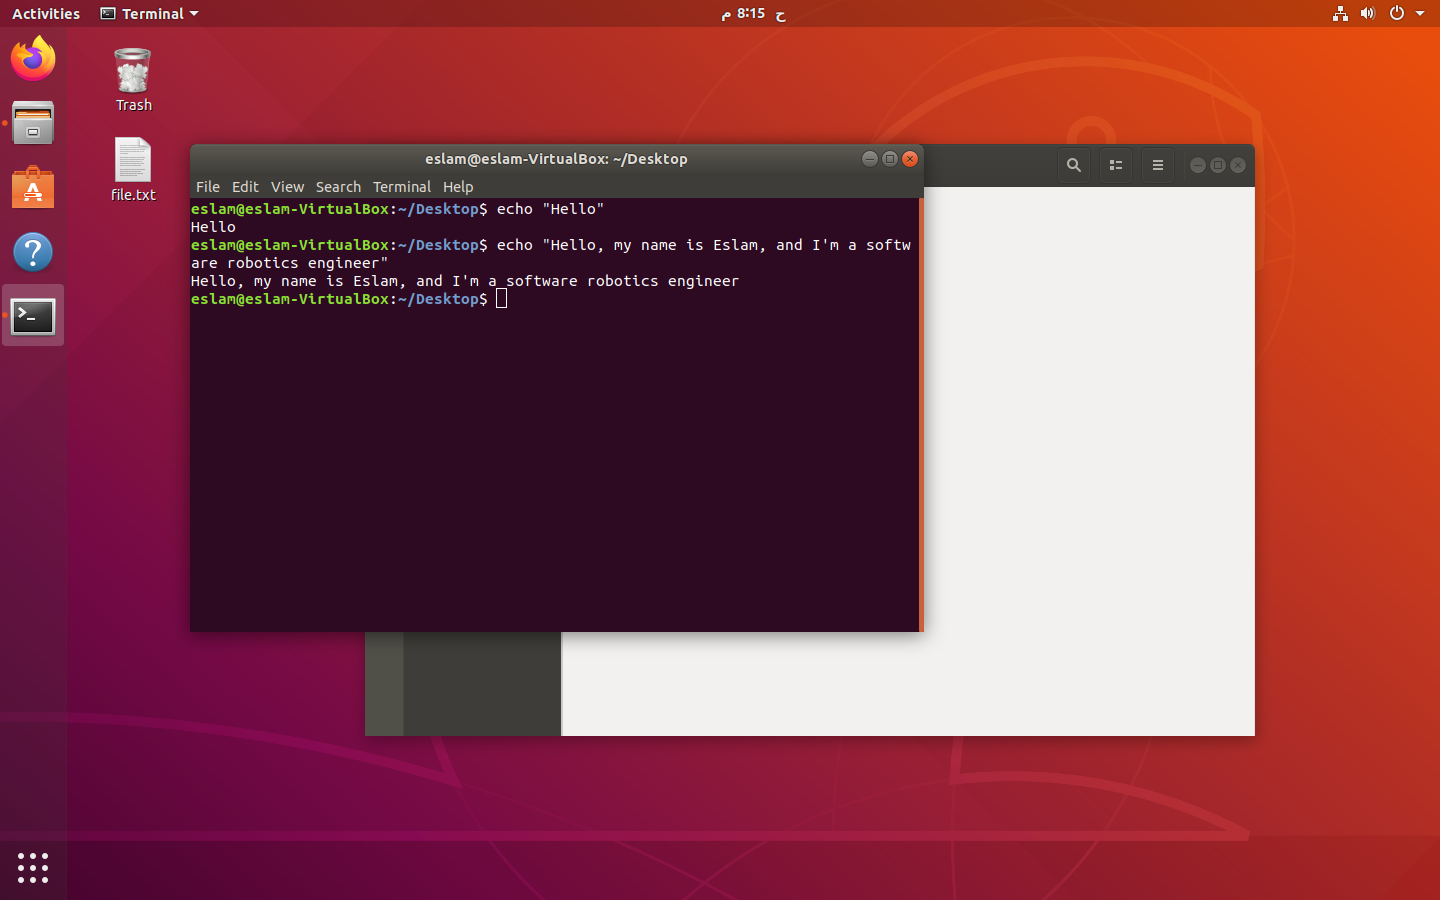 Activities Terminal
ح 8:15 م
Trash
file.txt
eslam@eslam-VirtualBox: ~/Desktop
File Edit View Search Terminal Help
eslam@eslam-VirtualBox:~/Desktop$ echo "Hello"
Hello
eslam@eslam-VirtualBox:~/Desktop$ echo "Hello, my name is Eslam, and I'm a softw
are robotics engineer"
Hello, my name is Eslam, and I'm a software robotics engineer
eslam@eslam-VirtualBox:~/Desktop$